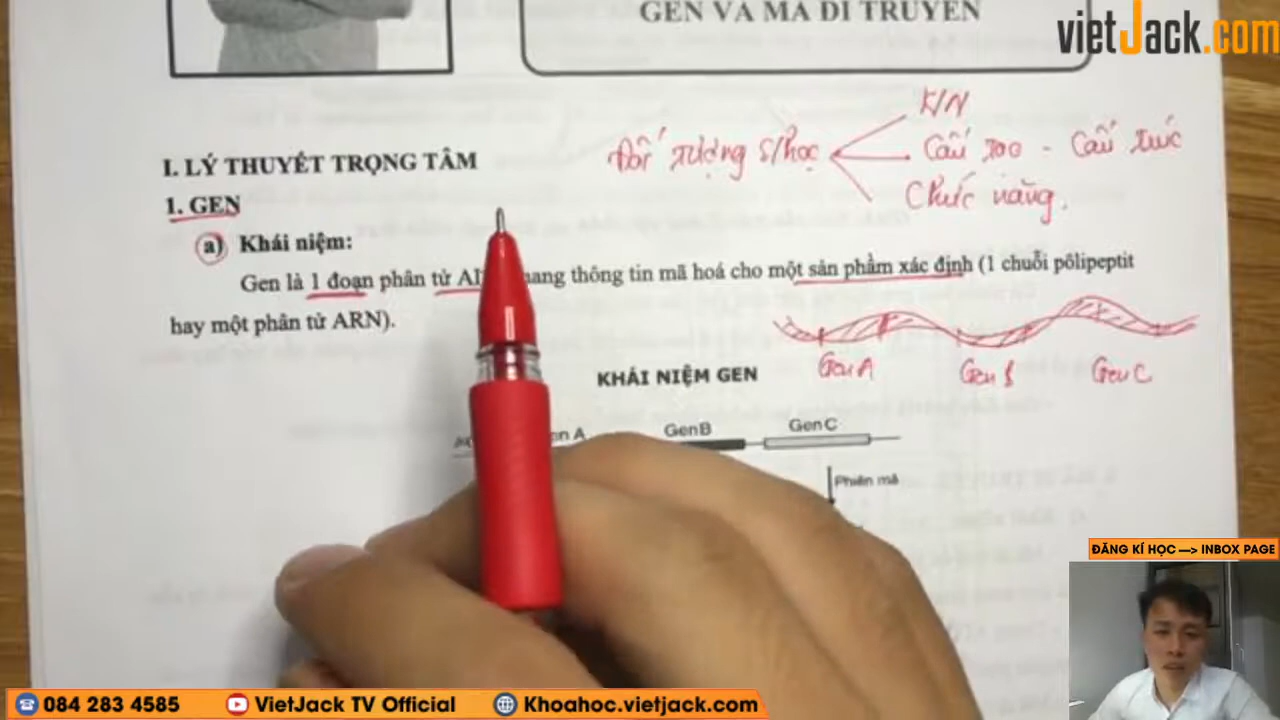 GEN VÀ MÃ DI TRUYỀN
vietJack.com
K/N
Đối tượng S/học
Cấu tạo - Cấu trúc
Chức năng.
I. LÝ THUYẾT TRỌNG TÂM
1. GEN
a) Khái niệm:
Gen là 1 đoạn phân tử mang thông tin mã hoá cho một sản phẩm xác định (1 chuỗi pôlipeptit
hay một phân tử ARN).
Gen A Gen B Gen C
KHÁI NIỆM GEN
A GenB GenC
Phiên mã
ĐĂNG KÍ HỌC —> INBOX PAGE
084 283 4585 VietJack TV Official Khoahoc.vietjack.com